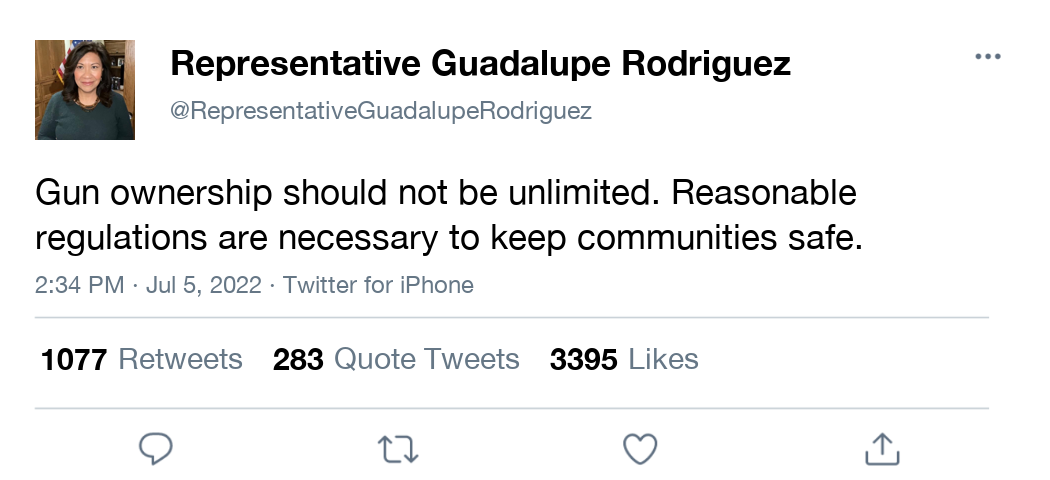 Representative Guadalupe Rodriguez
@RepresentativeGuadalupeRodriguez
Gun ownership should not be unlimited. Reasonable
regulations are necessary to keep communities safe.
2:34 PM · Jul 5, 2022 · Twitter for iPhone
1077 Retweets 283 Quote Tweets 3395 Likes